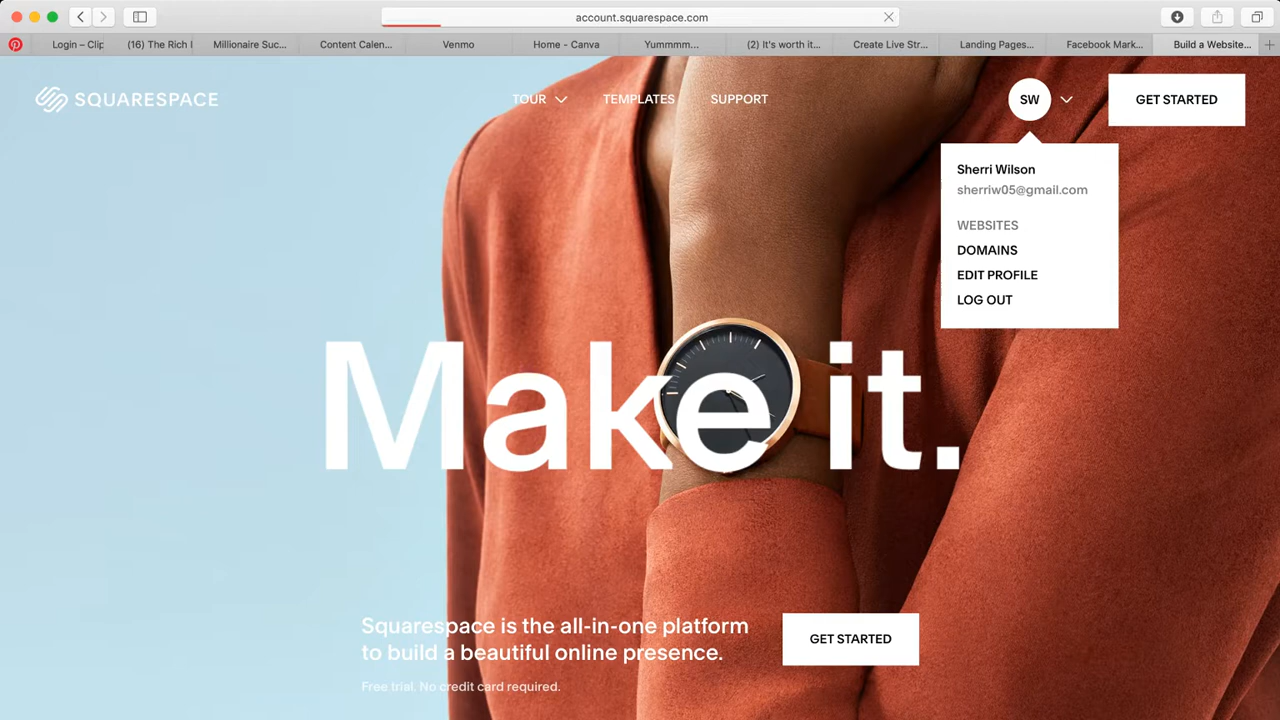 account.squarespace.com
Login – Clip
(16) The Rich
Millionaire Suc...
Content Calen...
Venmo
Home - Canva
Yummmm...
(2) It's worth it...
Create Live Str...
Landing Pages...
Facebook Mark...
Build a Website...
SQUARESPACE
TOUR
TEMPLATES
SUPPORT
SW
GET STARTED
Sherri Wilson
sherriw05@gmail.com
WEBSITES
DOMAINS
EDIT PROFILE
LOG OUT
Make it.
Squarespace is the all-in-one platform
to build a beautiful online presence.
GET STARTED
Free trial. No credit card required.